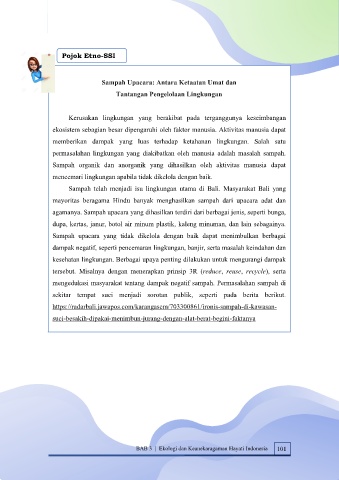 Pojok Etno-SSI
Sampah Upacara: Antara Ketaatan Umat dan
Tantangan Pengelolaan Lingkungan
Kerusakan lingkungan yang berakibat pada terganggunya keseimbangan
ekosistem sebagian besar dipengaruhi oleh faktor manusia. Aktivitas manusia dapat
memberikan dampak yang luas terhadap ketahanan lingkungan. Salah satu
permasalahan lingkungan yang diakibatkan oleh manusia adalah masalah sampah.
Sampah organik dan anorganik yang dihasilkan oleh aktivitas manusia dapat
mencemari lingkungan apabila tidak dikelola dengan baik.
Sampah telah menjadi isu lingkungan utama di Bali. Masyarakat Bali yang
mayoritas beragama Hindu banyak menghasilkan sampah dari upacara adat dan
agamanya. Sampah upacara yang dihasilkan terdiri dari berbagai jenis, seperti bunga,
dupa, kertas, janur, botol air minum plastik, kaleng minuman, dan lain sebagainya.
Sampah upacara yang tidak dikelola dengan baik dapat menimbulkan berbagai
dampak negatif, seperti pencemaran lingkungan, banjir, serta masalah keindahan dan
kesehatan lingkungan. Berbagai upaya penting dilakukan untuk mengurangi dampak
tersebut. Misalnya dengan menerapkan prinsip 3R (reduce, reuse, recycle), serta
mengedukasi masyarakat tentang dampak negatif sampah. Permasalahan sampah di
sekitar tempat suci menjadi sorotan publik, seperti pada berita berikut.
https://radarbali.jawapos.com/karangasem/703300861/ironis-sampah-di-kawasan-
suci-besakih-dipakai-menimbun-jurang-dengan-alat-berat-begini-faktanya
BAB 3 | Ekologi dan Keanekaragaman Hayati Indonesia 101